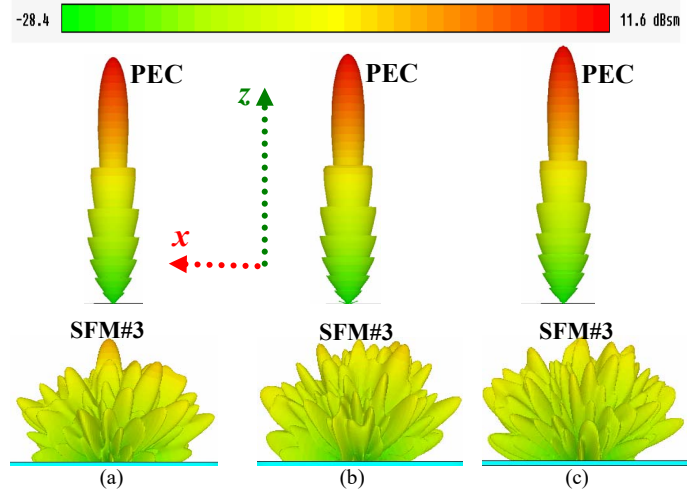 -28.4 11.6 dBsm
PEC PEC PEC
z
x
SFM#3 SFM#3 SFM#3
(a) (b) (c)